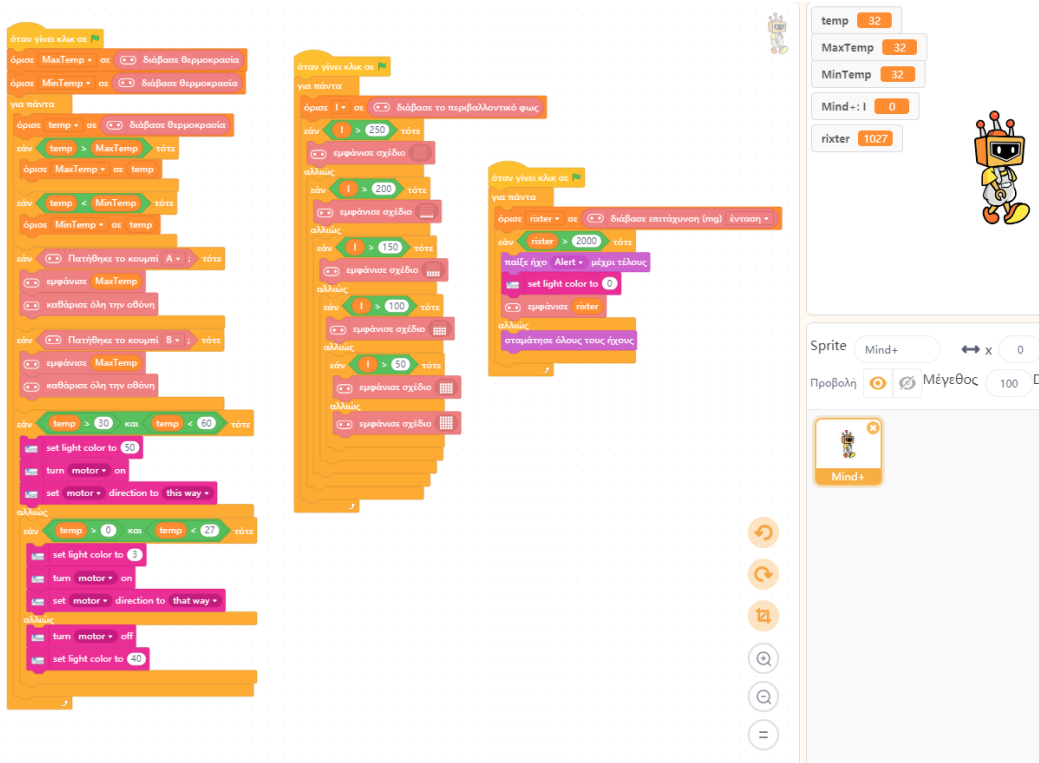 όταν γίνει κλικ σε
όρισε MaxTemp σε διάβασε θερμοκρασία
όρισε MinTemp σε διάβασε θερμοκρασία
για πάντα
όρισε temp σε διάβασε θερμοκρασία
εάν temp > MaxTemp τότε
όρισε MaxTemp σε temp
εάν temp < MinTemp τότε
όρισε MinTemp σε temp
εάν Πατήθηκε το κουμπί A ; τότε
εμφάνισε MaxTemp
καθάρισε όλη την οθόνη
εάν Πατήθηκε το κουμπί B ; τότε
εμφάνισε MaxTemp
καθάρισε όλη την οθόνη
εάν temp > 30 και temp < 60 τότε
set light color to 50
turn motor on
set motor direction to this way
αλλιώς
εάν temp > 0 και temp < 27 τότε
set light color to 3
turn motor on
set motor direction to that way
αλλιώς
turn motor off
set light color to 40
όταν γίνει κλικ σε
για πάντα
όρισε I σε διάβασε το περιβαλλοντικό φως
εάν I > 250 τότε
εμφάνισε σχέδιο
αλλιώς
εάν I > 200 τότε
εμφάνισε σχέδιο
αλλιώς
εάν I > 150 τότε
εμφάνισε σχέδιο
αλλιώς
εάν I > 100 τότε
εμφάνισε σχέδιο
αλλιώς
εάν I > 50 τότε
εμφάνισε σχέδιο
αλλιώς
εμφάνισε σχέδιο
όταν γίνει κλικ σε
για πάντα
όρισε rixter σε διάβασε επιτάχυνση (mg) ένταση
εάν rixter > 2000 τότε
παίξε ήχο Alert μέχρι τέλους
set light color to 0
εμφάνισε rixter
αλλιώς
σταμάτησε όλους τους ήχους
temp 32
MaxTemp 32
MinTemp 32
Mind+: I 0
rixter 1027
Sprite Mind+ x 0
Προβολή Μέγεθος 100 D
Mind+